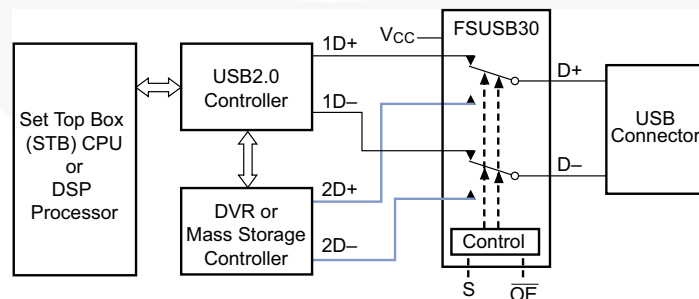 FSUSB30
VCC
1D+
1D–
2D+
2D–
USB2.0
Controller
Set Top Box
(STB) CPU
or
DSP
Processor
DVR or
Mass Storage
Controller
D+
D–
USB
Connector
Control
S
OE